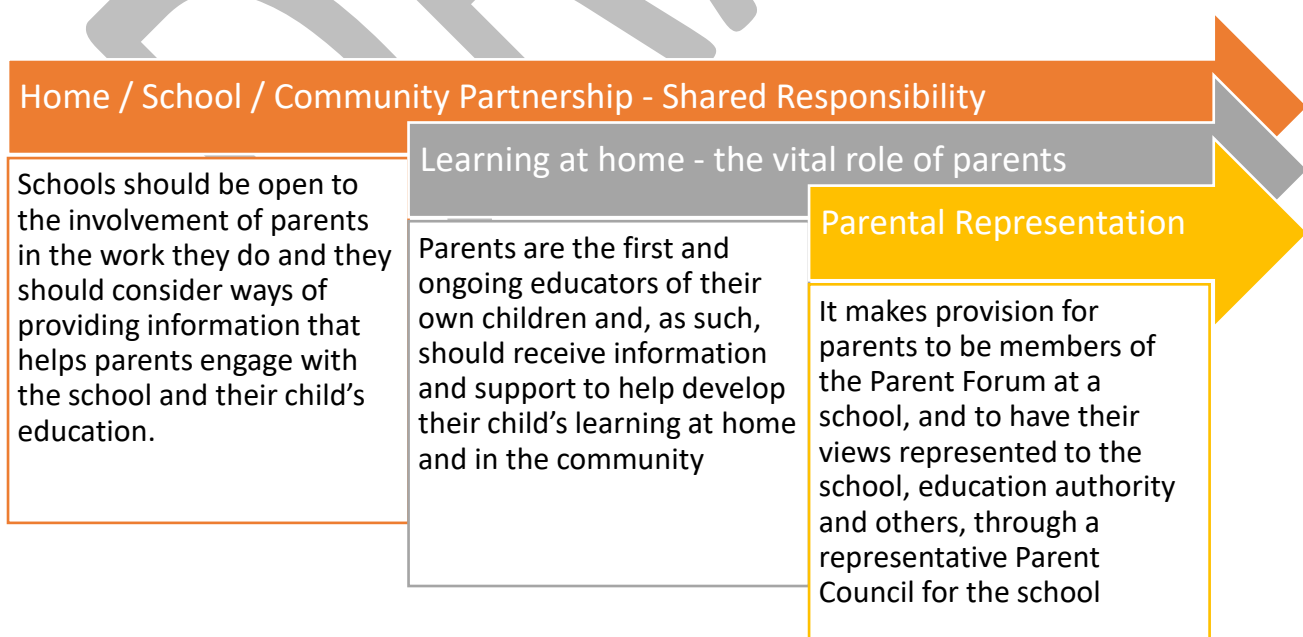 Home / School / Community Partnership - Shared Responsibility
Schools should be open to
the involvement of parents
in the work they do and they
should consider ways of
providing information that
helps parents engage with
the school and their child’s
education.
Learning at home - the vital role of parents
Parents are the first and
ongoing educators of their
own children and, as such,
should receive information
and support to help develop
their child’s learning at home
and in the community
Parental Representation
It makes provision for
parents to be members of
the Parent Forum at a
school, and to have their
views represented to the
school, education authority
and others, through a
representative Parent
Council for the school